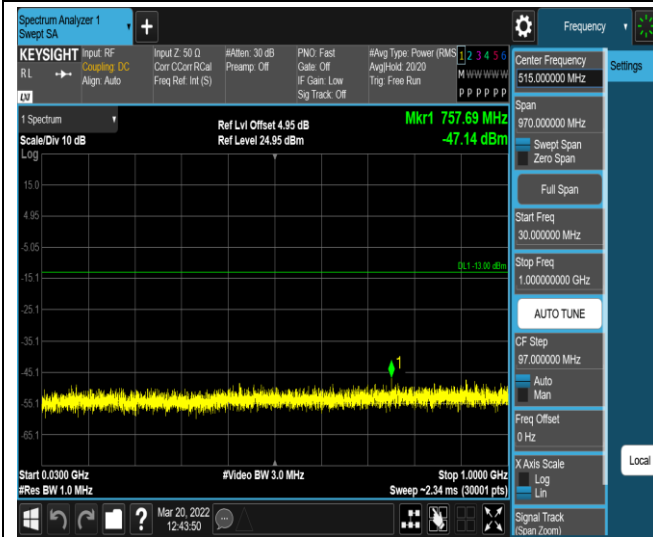 Spectrum Analyzer 1
Swept SA
+
Frequency
KEYSIGHT
RL
LXI
Input: RF
Coupling: DC
Align: Auto
Input Z: 50 Ω
Corr CCorr RCal
Freq Ref: Int (S)
#Atten: 30 dB
Preamp: Off
PNO: Fast
Gate: Off
IF Gain: Low
Sig Track: Off
#Avg Type: Power (RMS
Avg|Hold: 20/20
Trig: Free Run
1 2 3 4 5 6
M W W W W W
P P P P P P
1 Spectrum
Scale/Div 10 dB
Log
Ref Lvl Offset 4.95 dB
Ref Level 24.95 dBm
Mkr1 757.69 MHz
-47.14 dBm
15.0
4.95
-5.05
-15.1
-25.1
-35.1
-45.1
-55.1
-65.1
DL1 -13.00 dBm
1
Start 0.0300 GHz
#Res BW 1.0 MHz
#Video BW 3.0 MHz
Stop 1.0000 GHz
Sweep ~2.34 ms (30001 pts)
?
Mar 20, 2022
12:43:50
Center Frequency
515.000000 MHz
Span
970.000000 MHz
Swept Span
Zero Span
Full Span
Start Freq
30.000000 MHz
Stop Freq
1.000000000 GHz
AUTO TUNE
CF Step
97.000000 MHz
Auto
Man
Freq Offset
0 Hz
X Axis Scale
Log
Lin
Signal Track
(Span Zoom)
Settings
Local